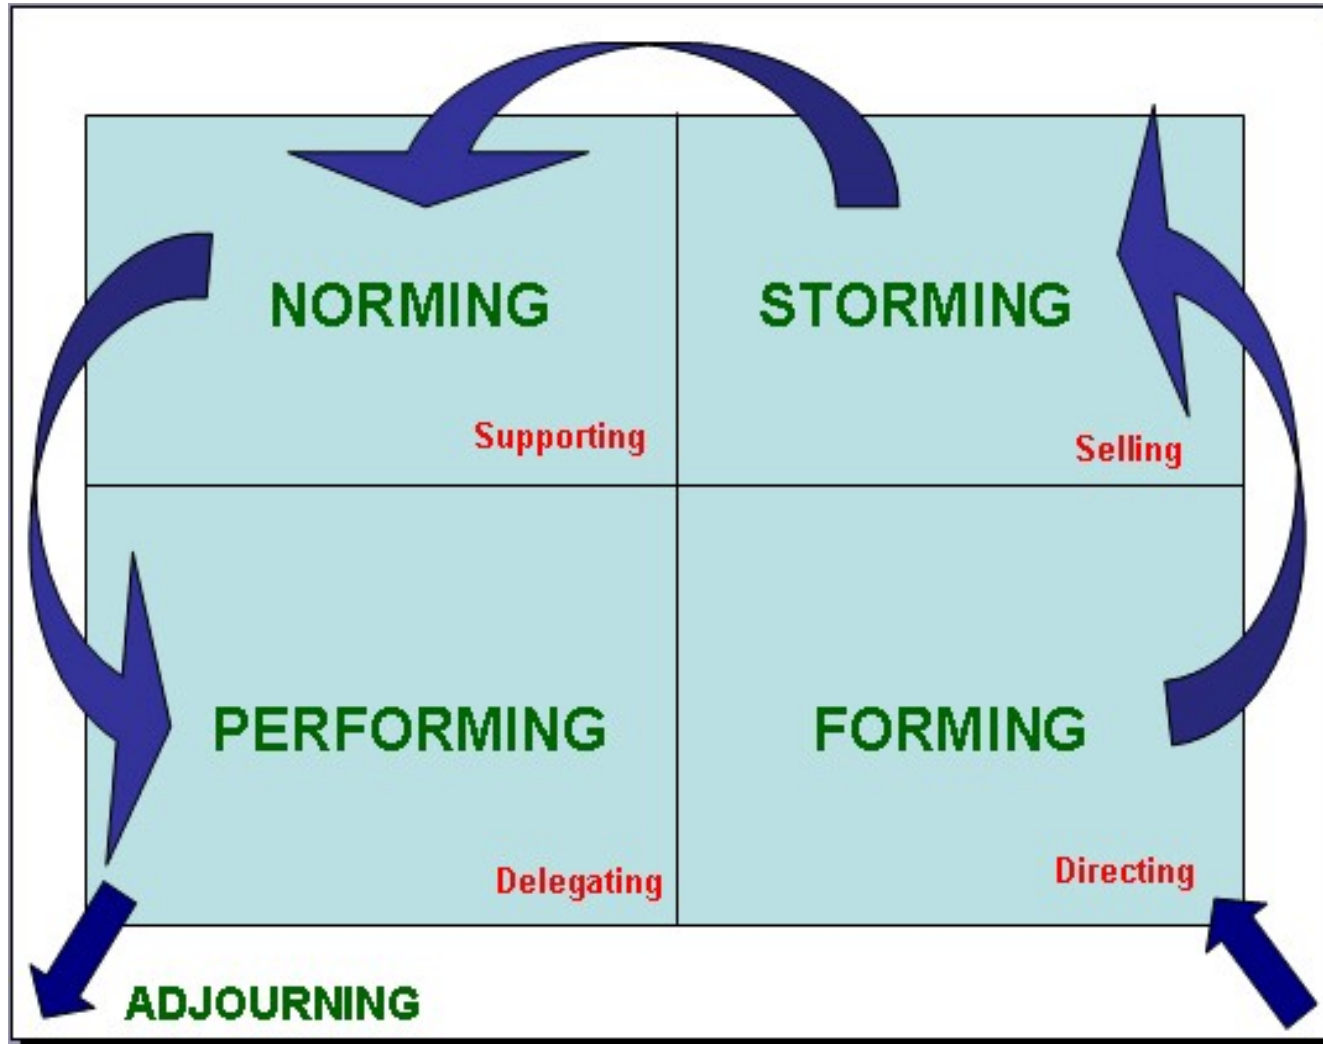 NORMING
STORMING
Supporting
Selling
PERFORMING
FORMING
Delegating
Directing
ADJOURNING